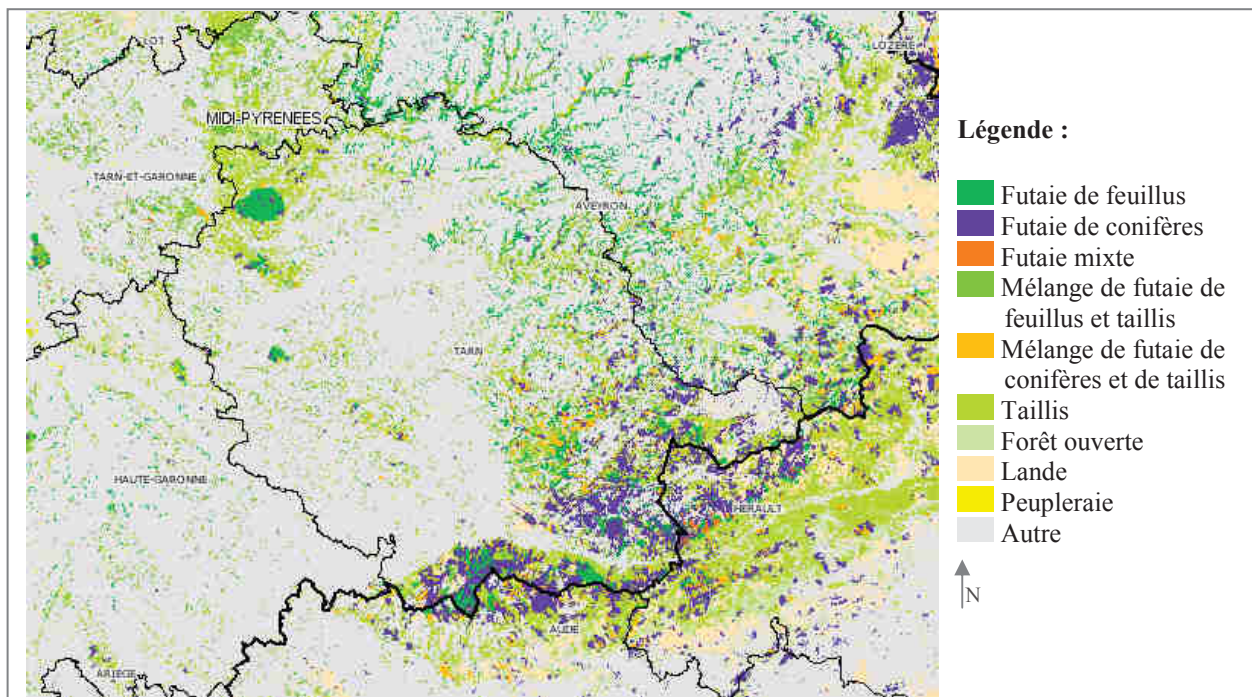 LOT
LOZERE
MIDI-PYRENEES
TARN-ET-GARONNE
AVEYRON
TARN
HAUTE-GARONNE
HERAULT
AUDE
ARIEGE
Légende :
Futaie de feuillus
Futaie de conifères
Futaie mixte
Mélange de futaie de
feuillus et taillis
Mélange de futaie de
conifères et de taillis
Taillis
Forêt ouverte
Lande
Peupleraie
Autre
N